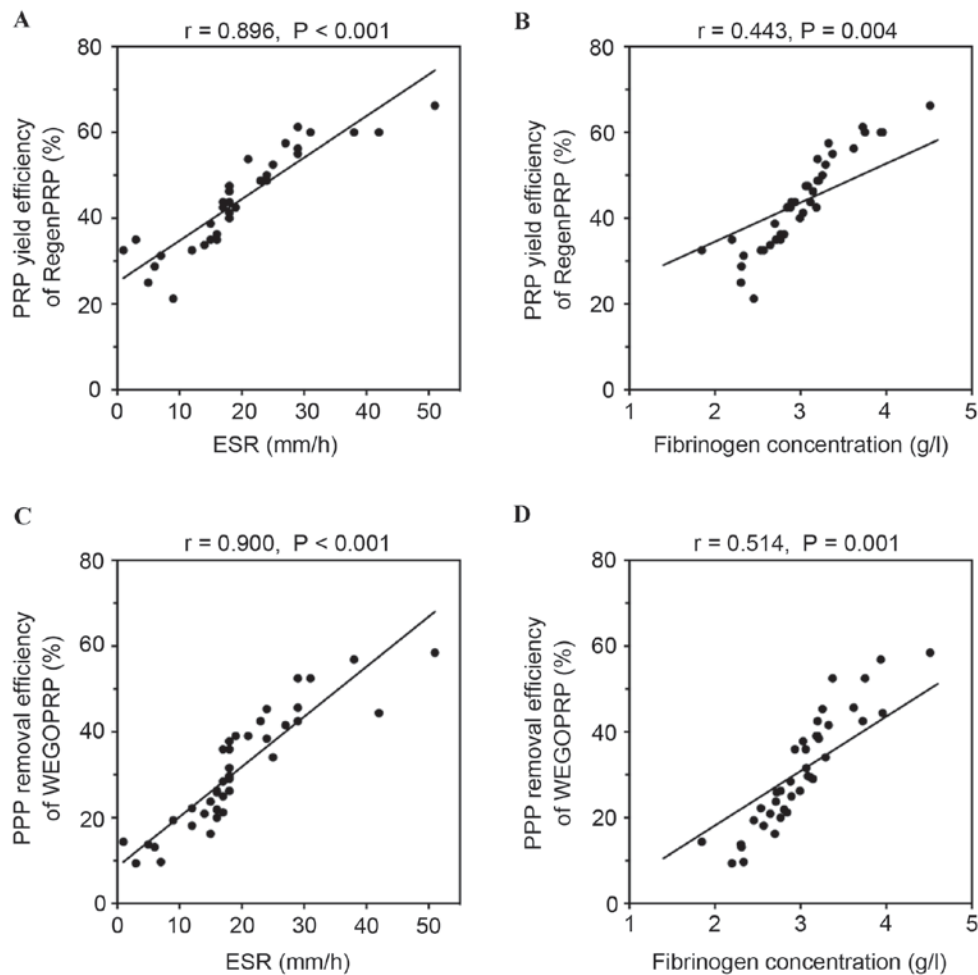 A
r = 0.896, P < 0.001
PRP yield efficiency
of RegenPRP (%)
80
60
40
20
0
0 10 20 30 40 50
ESR (mm/h)
B
r = 0.443, P = 0.004
PRP yield efficiency
of RegenPRP (%)
80
60
40
20
0
1 2 3 4 5
Fibrinogen concentration (g/l)
C
r = 0.900, P < 0.001
PPP removal efficiency
of WEGOPRP (%)
80
60
40
20
0
0 10 20 30 40 50
ESR (mm/h)
D
r = 0.514, P = 0.001
PPP removal efficiency
of WEGOPRP (%)
80
60
40
20
0
1 2 3 4 5
Fibrinogen concentration (g/l)